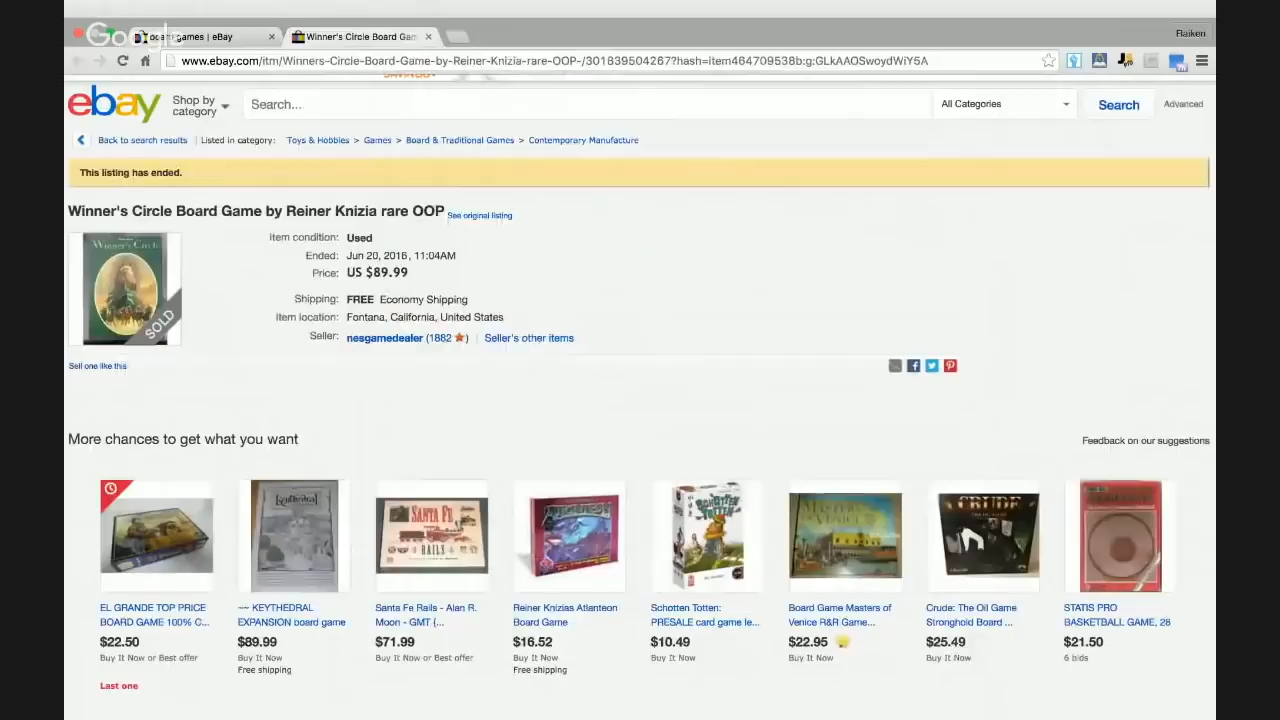 Google
games | eBay
Winner's Circle Board Gam
Raiken
www.ebay.com/itm/Winners-Circle-Board-Game-by-Reiner-Knizia-rare-OOP-/301839504267?hash=item464709538b:g:GLkAAOSwoydWiY5A
ebay
Shop by
category
Search...
All Categories
Search
Advanced
Back to search results | Listed in category: Toys & Hobbies > Games > Board & Traditional Games > Contemporary Manufacture
This listing has ended.
Winner's Circle Board Game by Reiner Knizia rare OOP See original listing
Winner's Circle
SOLD
Item condition: Used
Ended: Jun 20, 2016, 11:04AM
Price: US $89.99
Shipping: FREE Economy Shipping
Item location: Fontana, California, United States
Seller: nesgamedealer (1882 ) | Seller's other items
Sell one like this
More chances to get what you want
Feedback on our suggestions
Keythedral
SANTA FE
RAILS
SCHOTTEN
TOTTEN
CRUDE
EL GRANDE TOP PRICE
BOARD GAME 100% C...
$22.50
Buy It Now or Best offer
Last one
~~ KEYTHEDRAL
EXPANSION board game
$89.99
Buy It Now
Free shipping
Santa Fe Rails - Alan R.
Moon - GMT (...
$71.99
Buy It Now or Best offer
Reiner Knizias Atlanteon
Board Game
$16.52
Buy It Now
Free shipping
Schotten Totten:
PRESALE card game le...
$10.49
Buy It Now
Board Game Masters of
Venice R&R Game...
$22.95
Buy It Now
Crude: The Oil Game
Stronghold Board ...
$25.49
Buy It Now
STATIS PRO
BASKETBALL GAME, 28
$21.50
6 bids